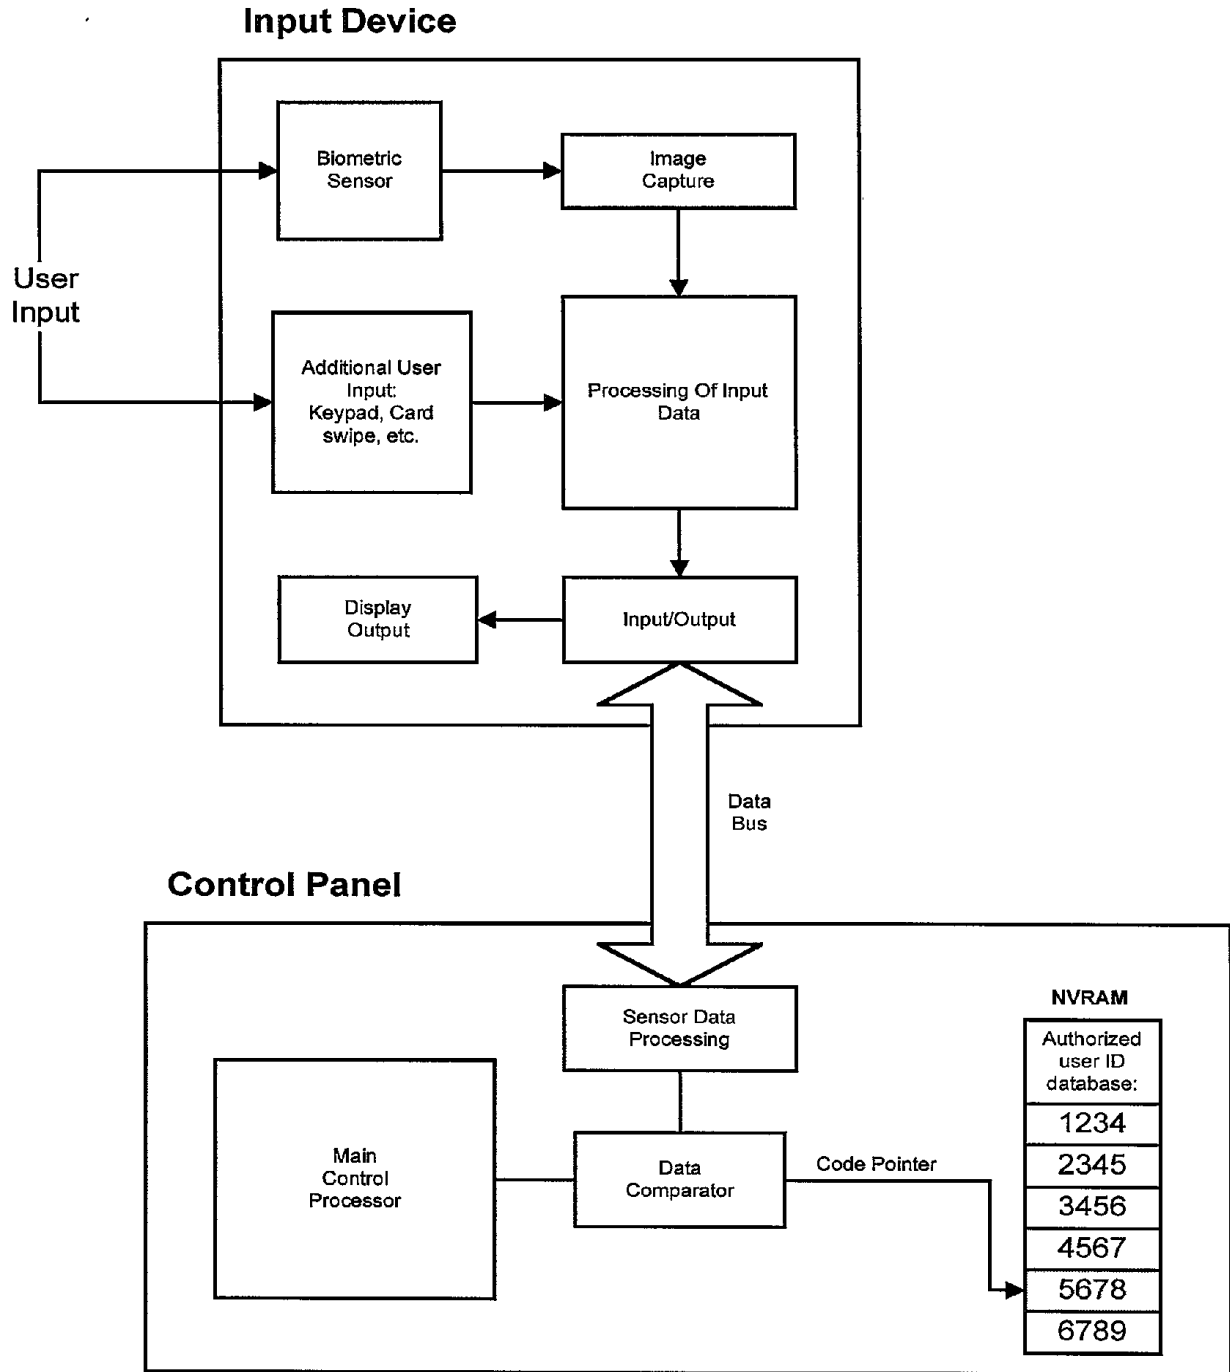 Input Device
Biometric
Sensor
Image
Capture
User
Input
Additional User
Input:
Keypad, Card
swipe, etc.
Processing Of Input
Data
Display
Output
Input/Output
Data
Bus
Control Panel
Sensor Data
Processing
NVRAM
Authorized
user ID
database:
1234
2345
3456
4567
5678
6789
Main
Control
Processor
Data
Comparator
Code Pointer